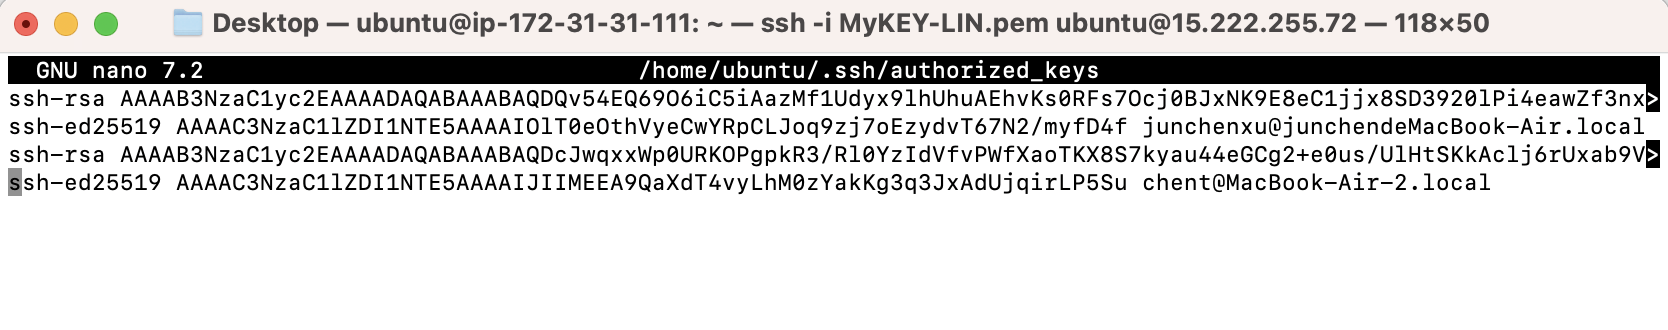 Desktop — ubuntu@ip-172-31-31-111: ~ — ssh -i MyKEY-LIN.pem ubuntu@15.222.255.72 — 118×50
GNU nano 7.2 /home/ubuntu/.ssh/authorized_keys
ssh-rsa AAAAB3NzaC1yc2EAAAADAQABAAABAQDQv54EQ69O6iC5iAazMf1Udyx9lhUhuAEhvKs0RFs7Ocj0BJxNK9E8eC1jjx8SD3920lPi4eawZf3nx>
ssh-ed25519 AAAAC3NzaC1lZDI1NTE5AAAAIOlT0eOthVyeCwYRpCLJoq9zj7oEzydvT67N2/myfD4f junchenxu@junchendeMacBook-Air.local
ssh-rsa AAAAB3NzaC1yc2EAAAADAQABAAABAQDcJwqxxWp0URKOPgpkR3/Rl0YzIdVfvPWfXaoTKX8S7kyau44eGCg2+e0us/UlHtSKkAclj6rUxab9V>
ssh-ed25519 AAAAC3NzaC1lZDI1NTE5AAAAIJIIMEEA9QaXdT4vyLhM0zYakKg3q3JxAdUjqirLP5Su chent@MacBook-Air-2.local